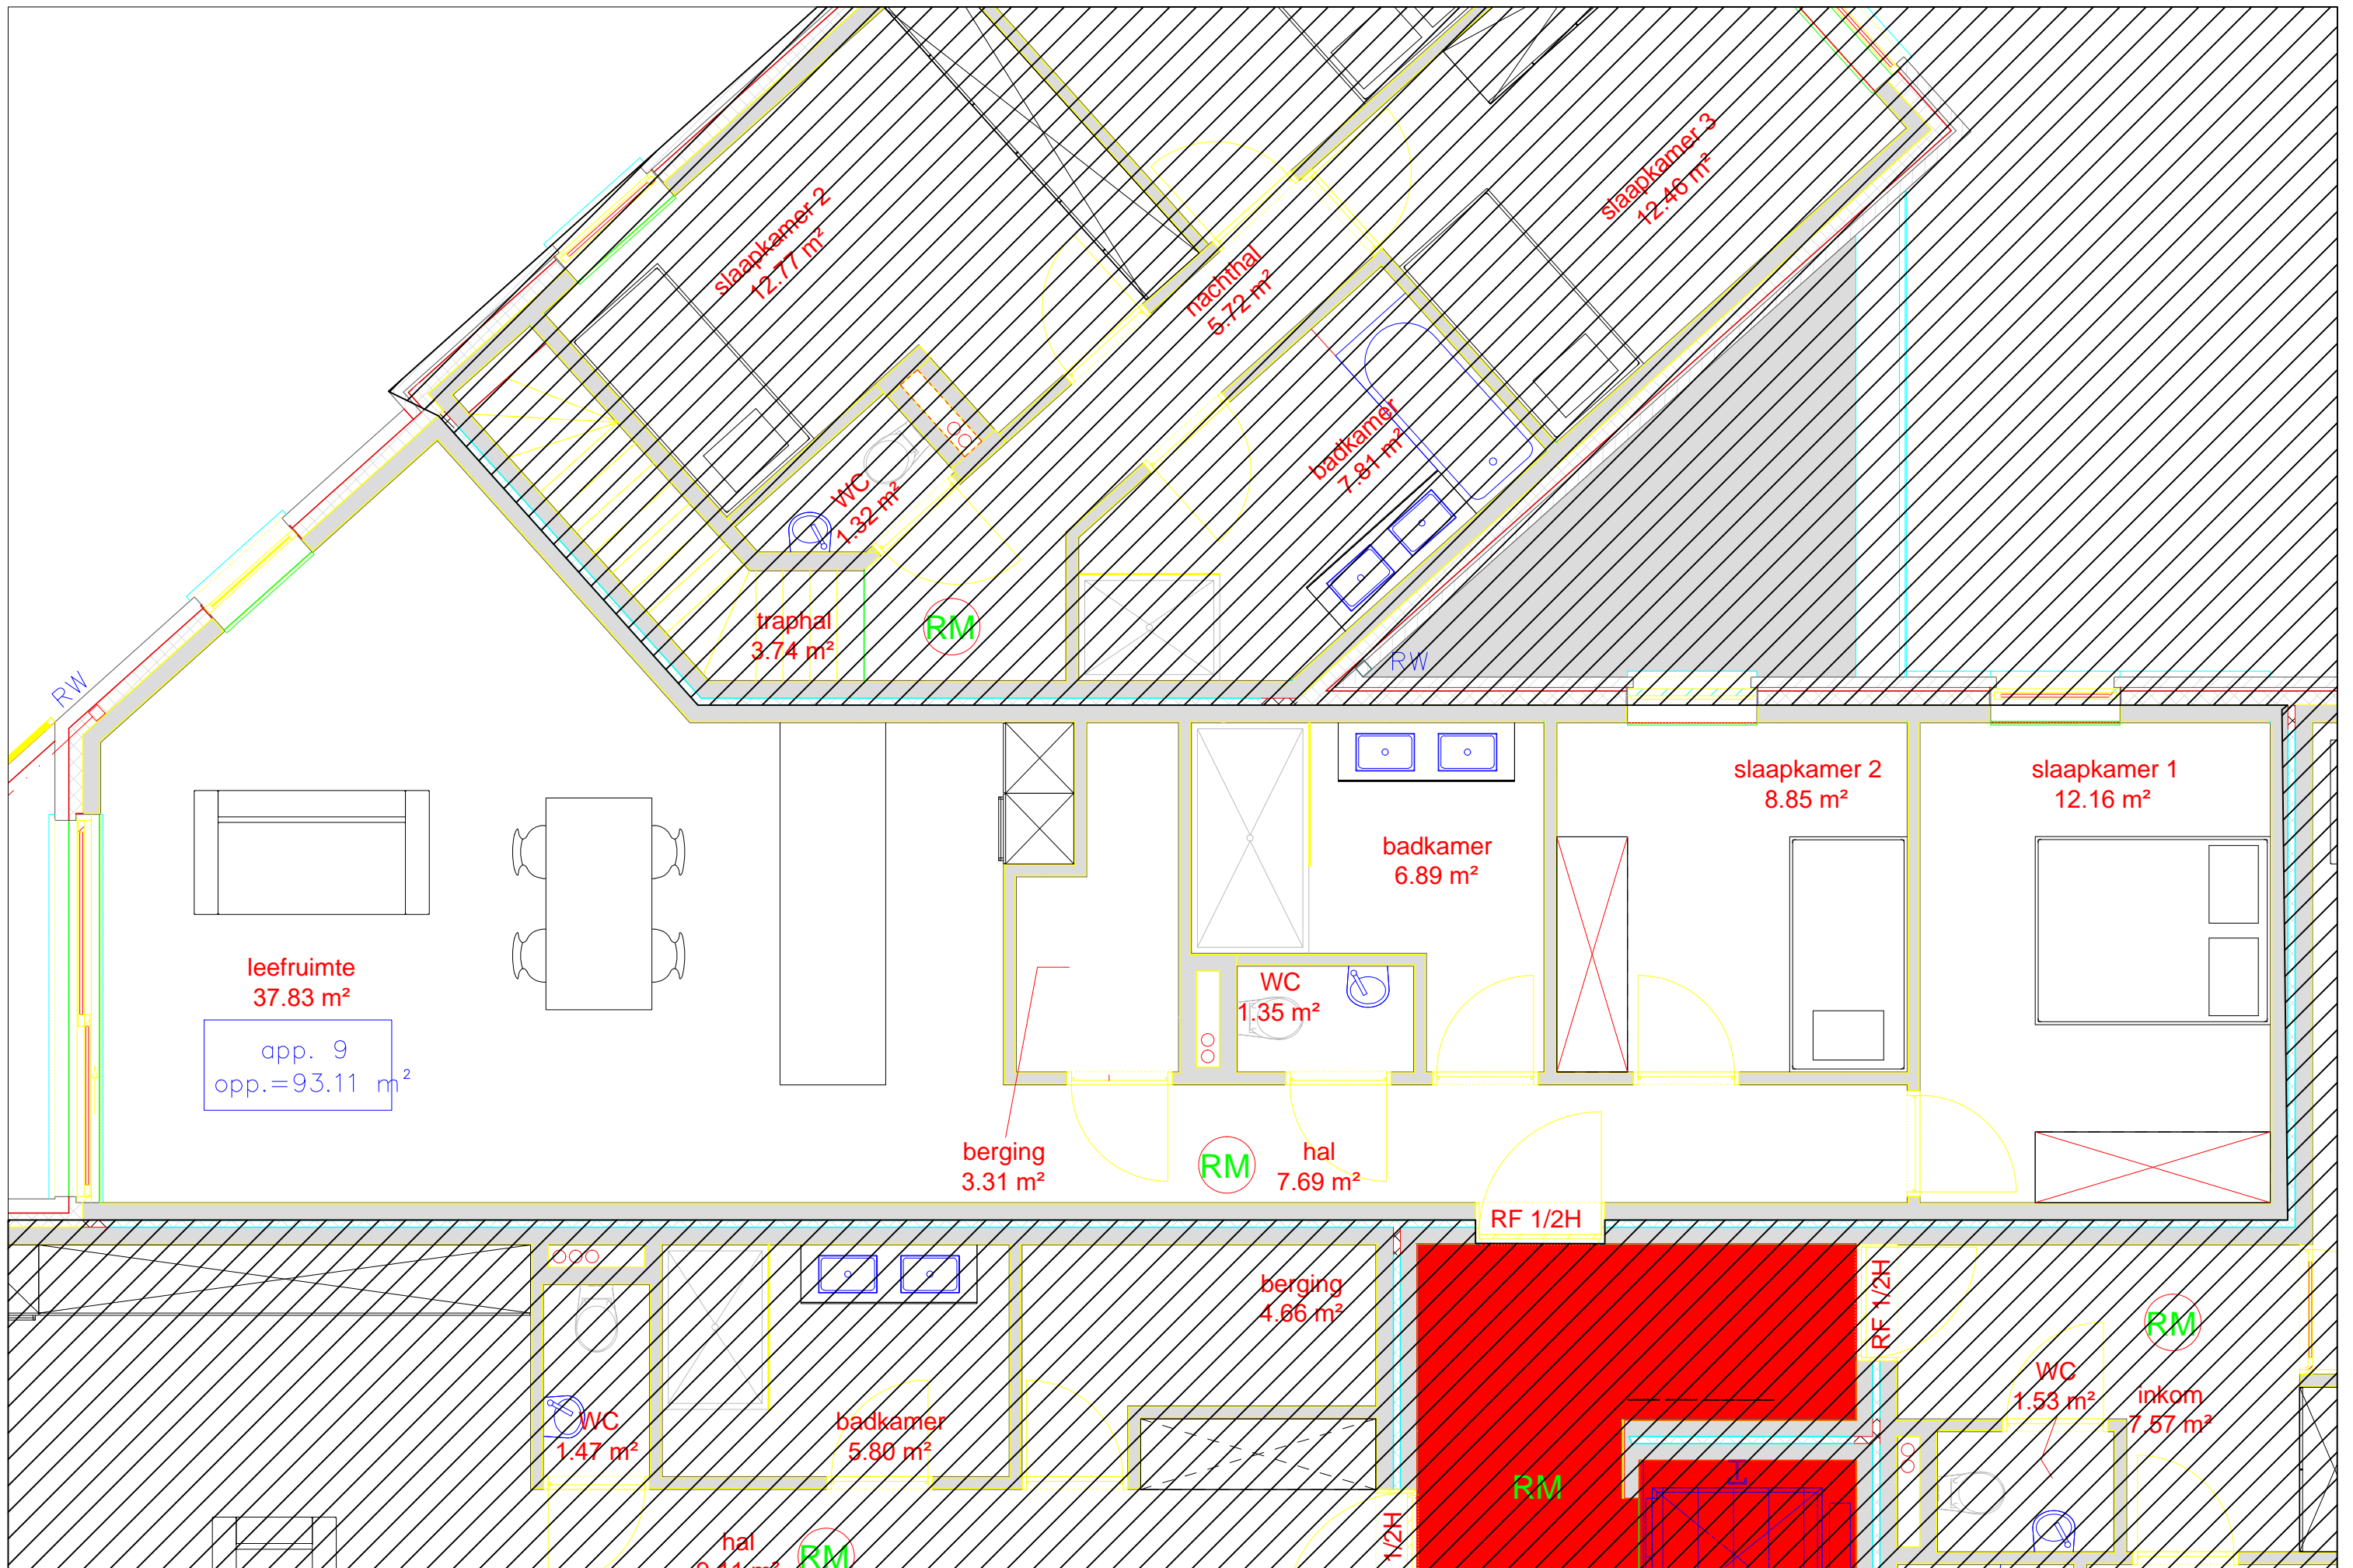 slaapkamer 2
12.77 m²
slaapkamer 3
12.46 m²
nachthal
5.72 m²
badkamer
7.81 m²
WC
1.32 m²
traphal
3.74 m²
RM
RW
RW
slaapkamer 2
8.85 m²
slaapkamer 1
12.16 m²
badkamer
6.89 m²
leefruimte
37.83 m²
WC
1.35 m²
app. 9
opp.=93.11 m²
berging
3.31 m²
RM
hal
7.69 m²
RF 1/2H
berging
4.66 m²
RF 1/2H
RM
WC
1.53 m²
inkom
7.57 m²
WC
1.47 m²
badkamer
5.80 m²
RM
L
1/2H
hal
RM